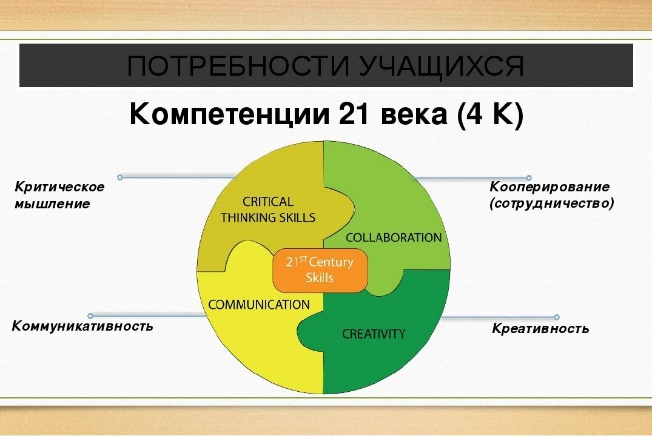 ПОТРЕБНОСТИ УЧАЩИХСЯ
Компетенции 21 века (4 К)
Критическое
мышление
Кооперирование
(сотрудничество)
CRITICAL
THINKING SKILLS
COLLABORATION
21ST Century
Skills
COMMUNICATION
CREATIVITY
Коммуникативность
Креативность